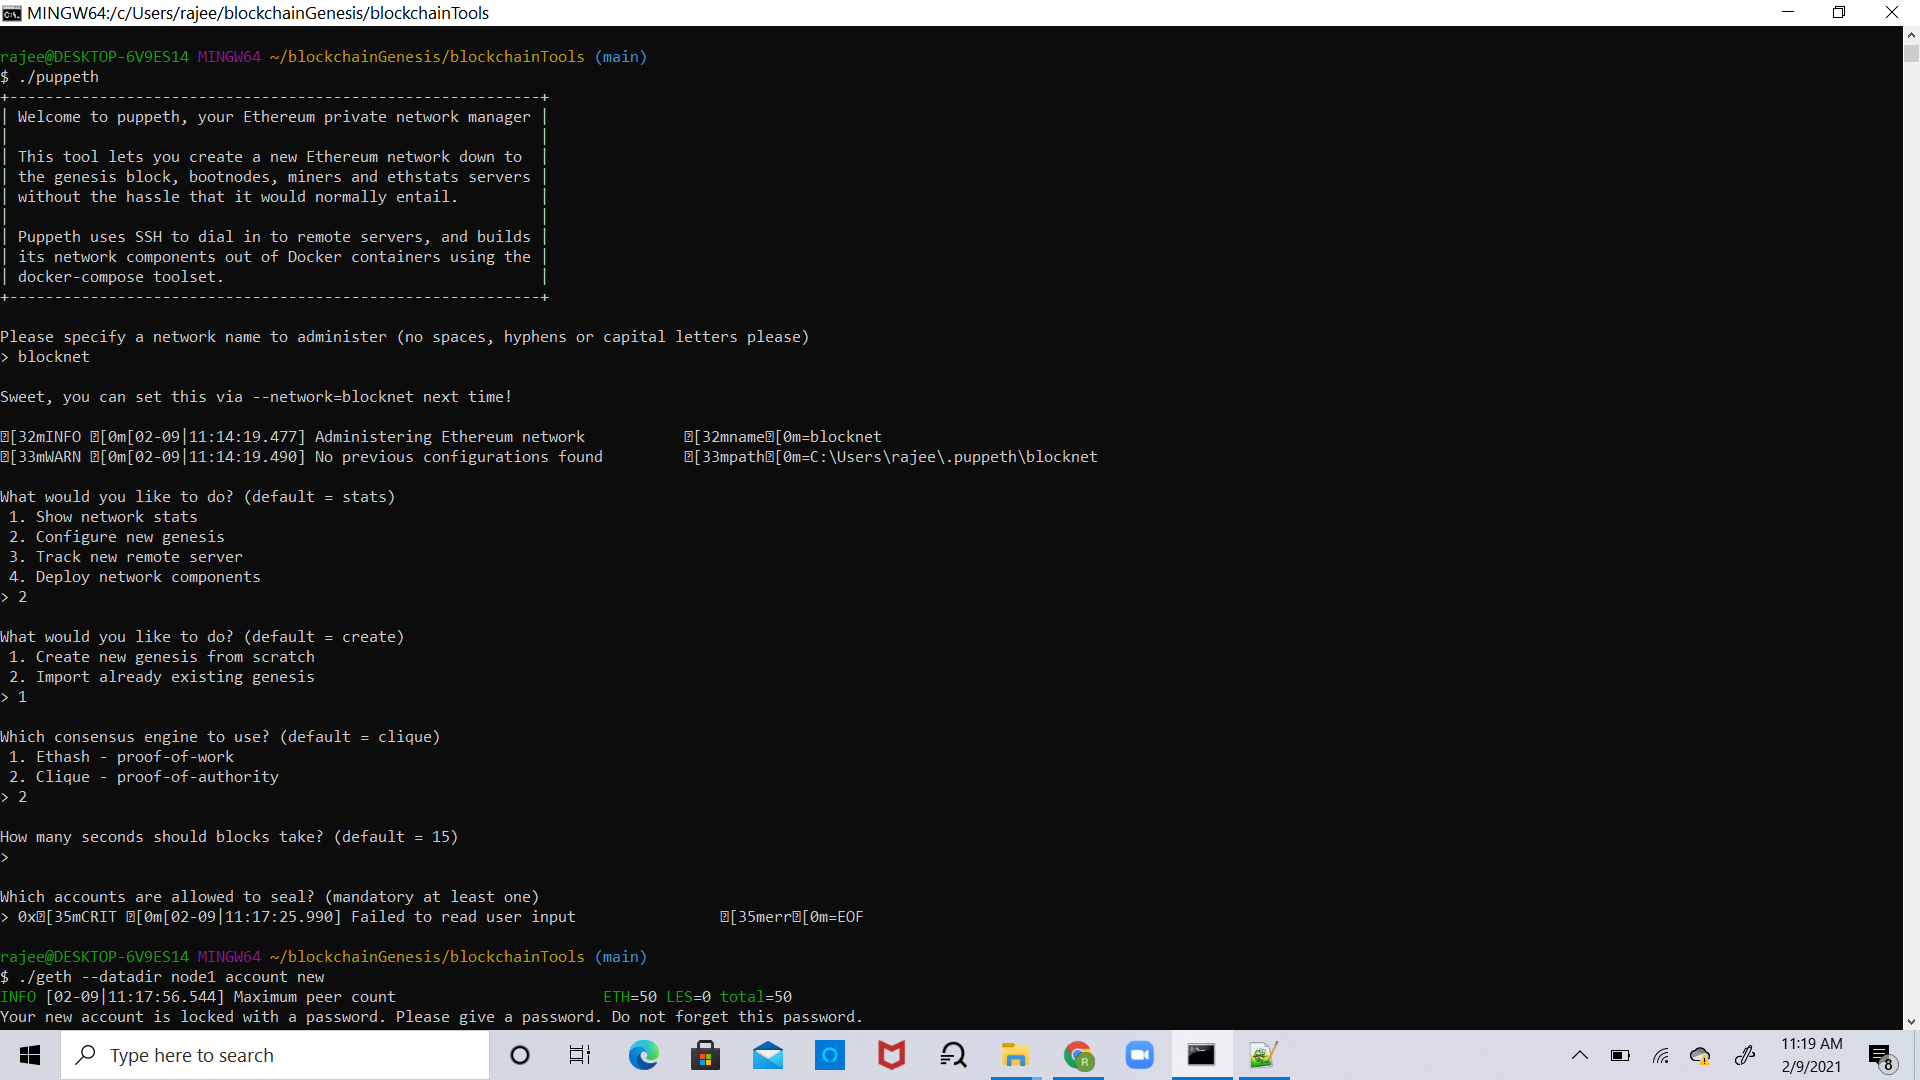 MINGW64:/c/Users/rajee/blockchainGenesis/blockchainTools
rajee@DESKTOP-6V9ES14 MINGW64 ~/blockchainGenesis/blockchainTools (main)
$ ./puppeth
+-----------------------------------------------------------+
| Welcome to puppeth, your Ethereum private network manager |
| |
| This tool lets you create a new Ethereum network down to |
| the genesis block, bootnodes, miners and ethstats servers |
| without the hassle that it would normally entail. |
| |
| Puppeth uses SSH to dial in to remote servers, and builds |
| its network components out of Docker containers using the |
| docker-compose toolset. |
+-----------------------------------------------------------+
Please specify a network name to administer (no spaces, hyphens or capital letters please)
> blocknet
Sweet, you can set this via --network=blocknet next time!
[32mINFO [0m[02-09|11:14:19.477] Administering Ethereum network [32mname[0m=blocknet
[33mWARN [0m[02-09|11:14:19.490] No previous configurations found [33mpath[0m=C:\Users\rajee\.puppeth\blocknet
What would you like to do? (default = stats)
1. Show network stats
2. Configure new genesis
3. Track new remote server
4. Deploy network components
> 2
What would you like to do? (default = create)
1. Create new genesis from scratch
2. Import already existing genesis
> 1
Which consensus engine to use? (default = clique)
1. Ethash - proof-of-work
2. Clique - proof-of-authority
> 2
How many seconds should blocks take? (default = 15)
>
Which accounts are allowed to seal? (mandatory at least one)
> 0x[35mCRIT [0m[02-09|11:17:25.990] Failed to read user input [35merr[0m=EOF
rajee@DESKTOP-6V9ES14 MINGW64 ~/blockchainGenesis/blockchainTools (main)
$ ./geth --datadir node1 account new
INFO [02-09|11:17:56.544] Maximum peer count ETH=50 LES=0 total=50
Your new account is locked with a password. Please give a password. Do not forget this password.
Type here to search
11:19 AM
2/9/2021
8